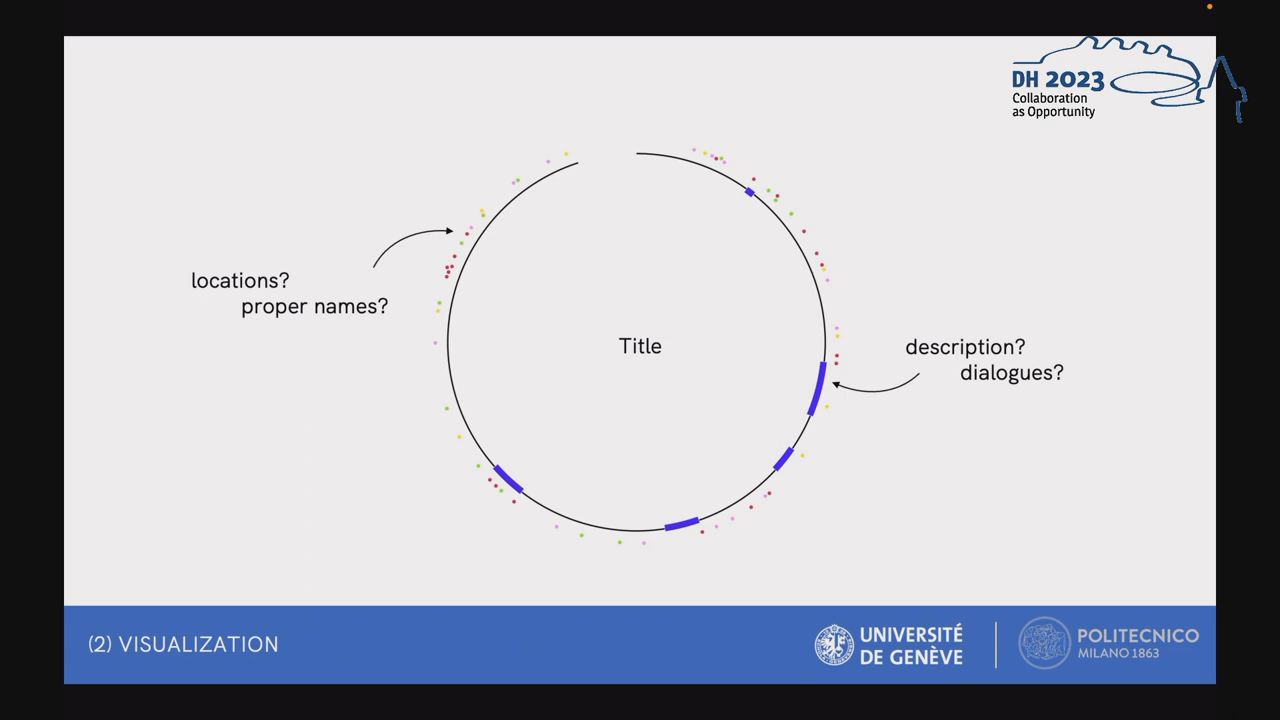 DH 2023
Collaboration
as Opportunity
locations?
proper names?
Title
description?
dialogues?
(2) VISUALIZATION
UNIVERSITÉ
DE GENÈVE
POLITECNICO
MILANO 1863